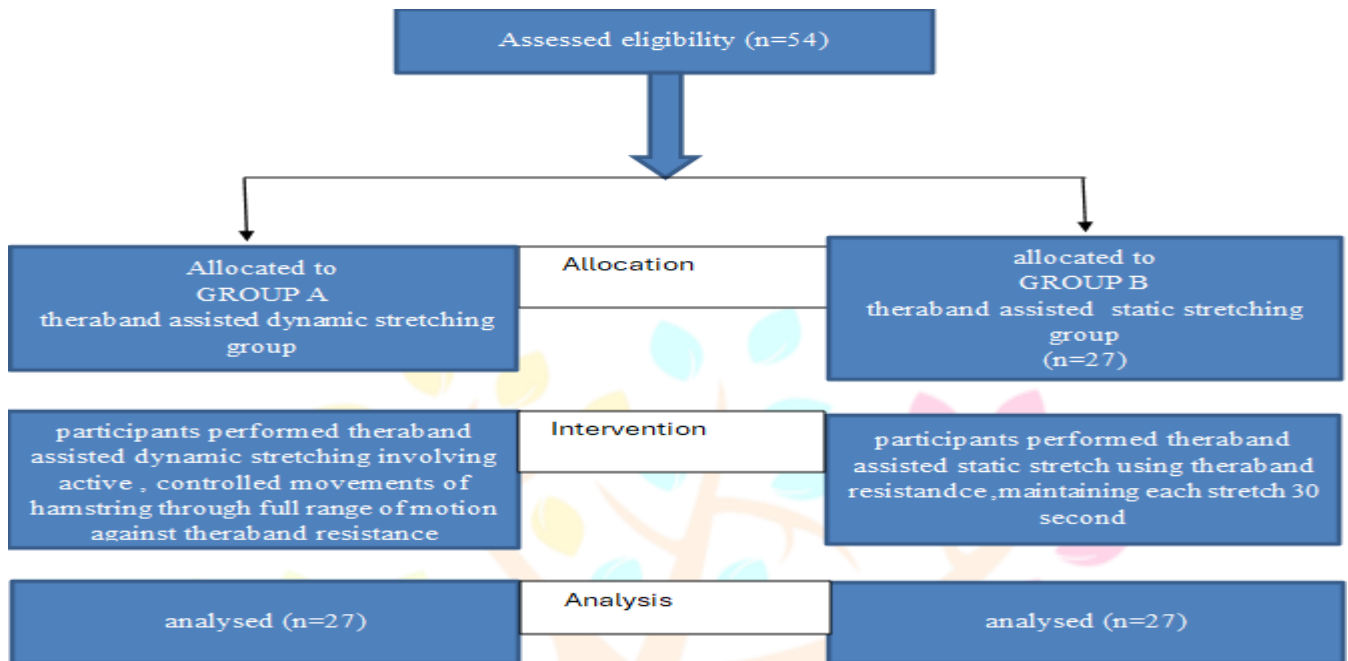 Assessed eligibility (n=54)
Allocated to
GROUP A
theraband assisted dynamic stretching
group
Allocation
allocated to
GROUP B
theraband assisted static stretching
group
(n=27)
participants performed theraband
assisted dynamic stretching involving
active , controlled movements of
hamstring through full range of motion
against theraband resistance
Intervention
participants performed theraband
assisted static stretch using theraband
resistandce ,maintaining each stretch 30
second
analysed (n=27)
Analysis
analysed (n=27)